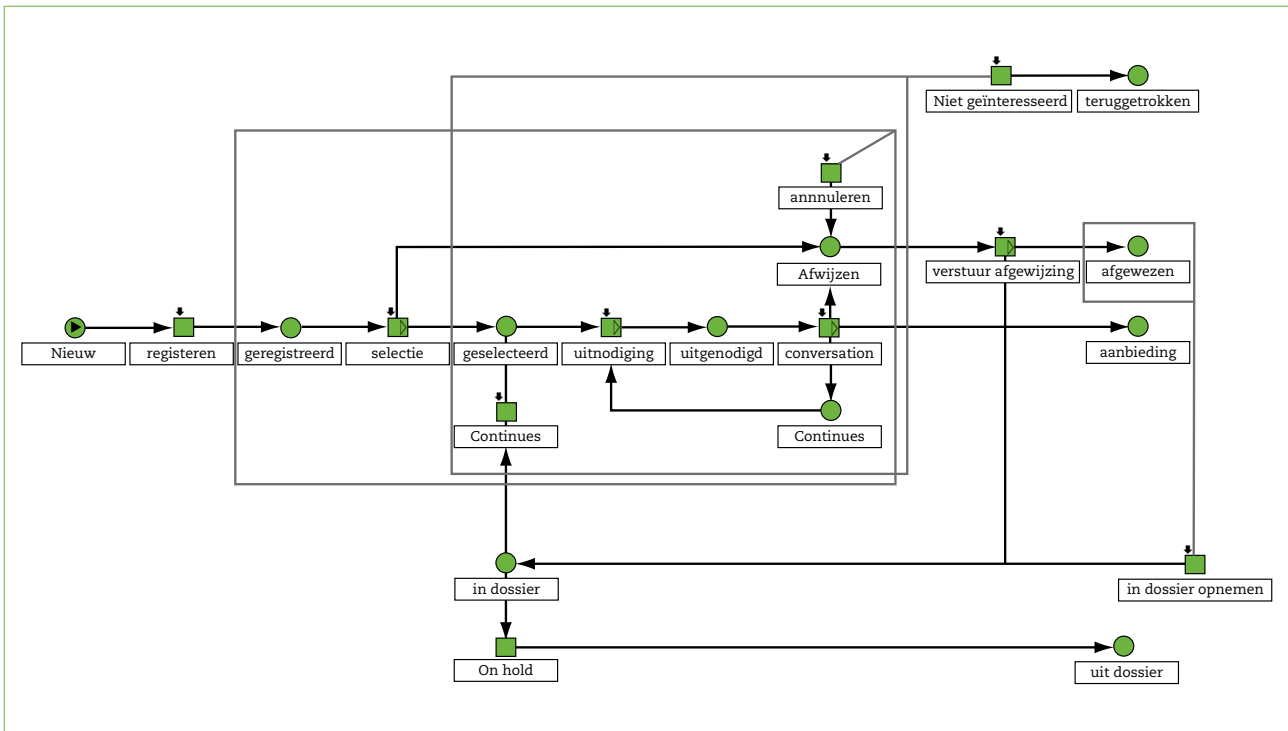 Niet geïnteresseerd
teruggetrokken
annnuleren
Afwijzen
verstuur afgewijzing
afgewezen
Nieuw
registeren
geregistreerd
selectie
geselecteerd
uitnodiging
uitgenodigd
conversation
aanbieding
Continues
Continues
in dossier
in dossier opnemen
On hold
uit dossier